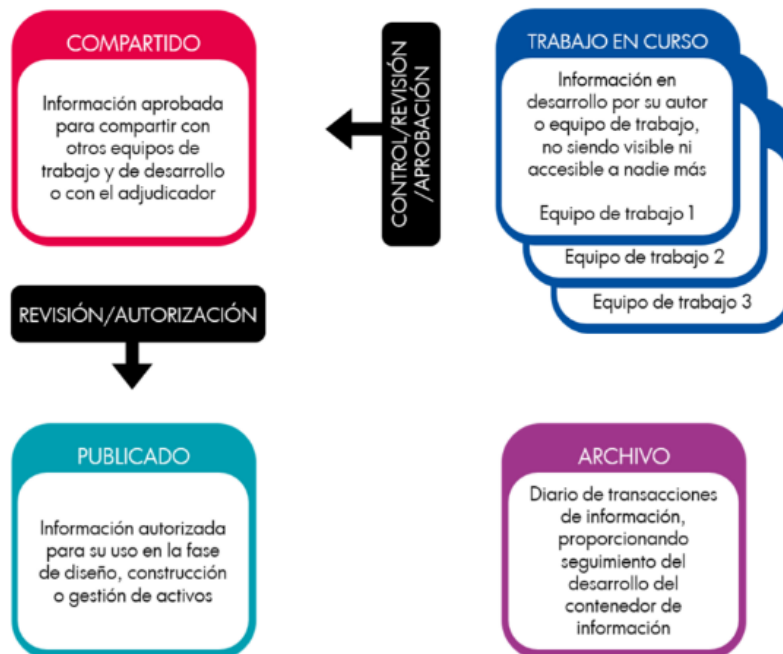 COMPARTIDO
Información aprobada
para compartir con
otros equipos de
trabajo y de desarrollo
o con el adjudicador
CONTROL/REVISIÓN
/APROBACIÓN
TRABAJO EN CURSO
Información en
desarrollo por su autor
o equipo de trabajo,
no siendo visible ni
accesible a nadie más
Equipo de trabajo 1
Equipo de trabajo 2
Equipo de trabajo 3
REVISIÓN/AUTORIZACIÓN
PUBLICADO
Información autorizada
para su uso en la fase
de diseño, construcción
o gestión de activos
ARCHIVO
Diario de transacciones
de información,
proporcionando
seguimiento del
desarrollo del
contenedor de
información